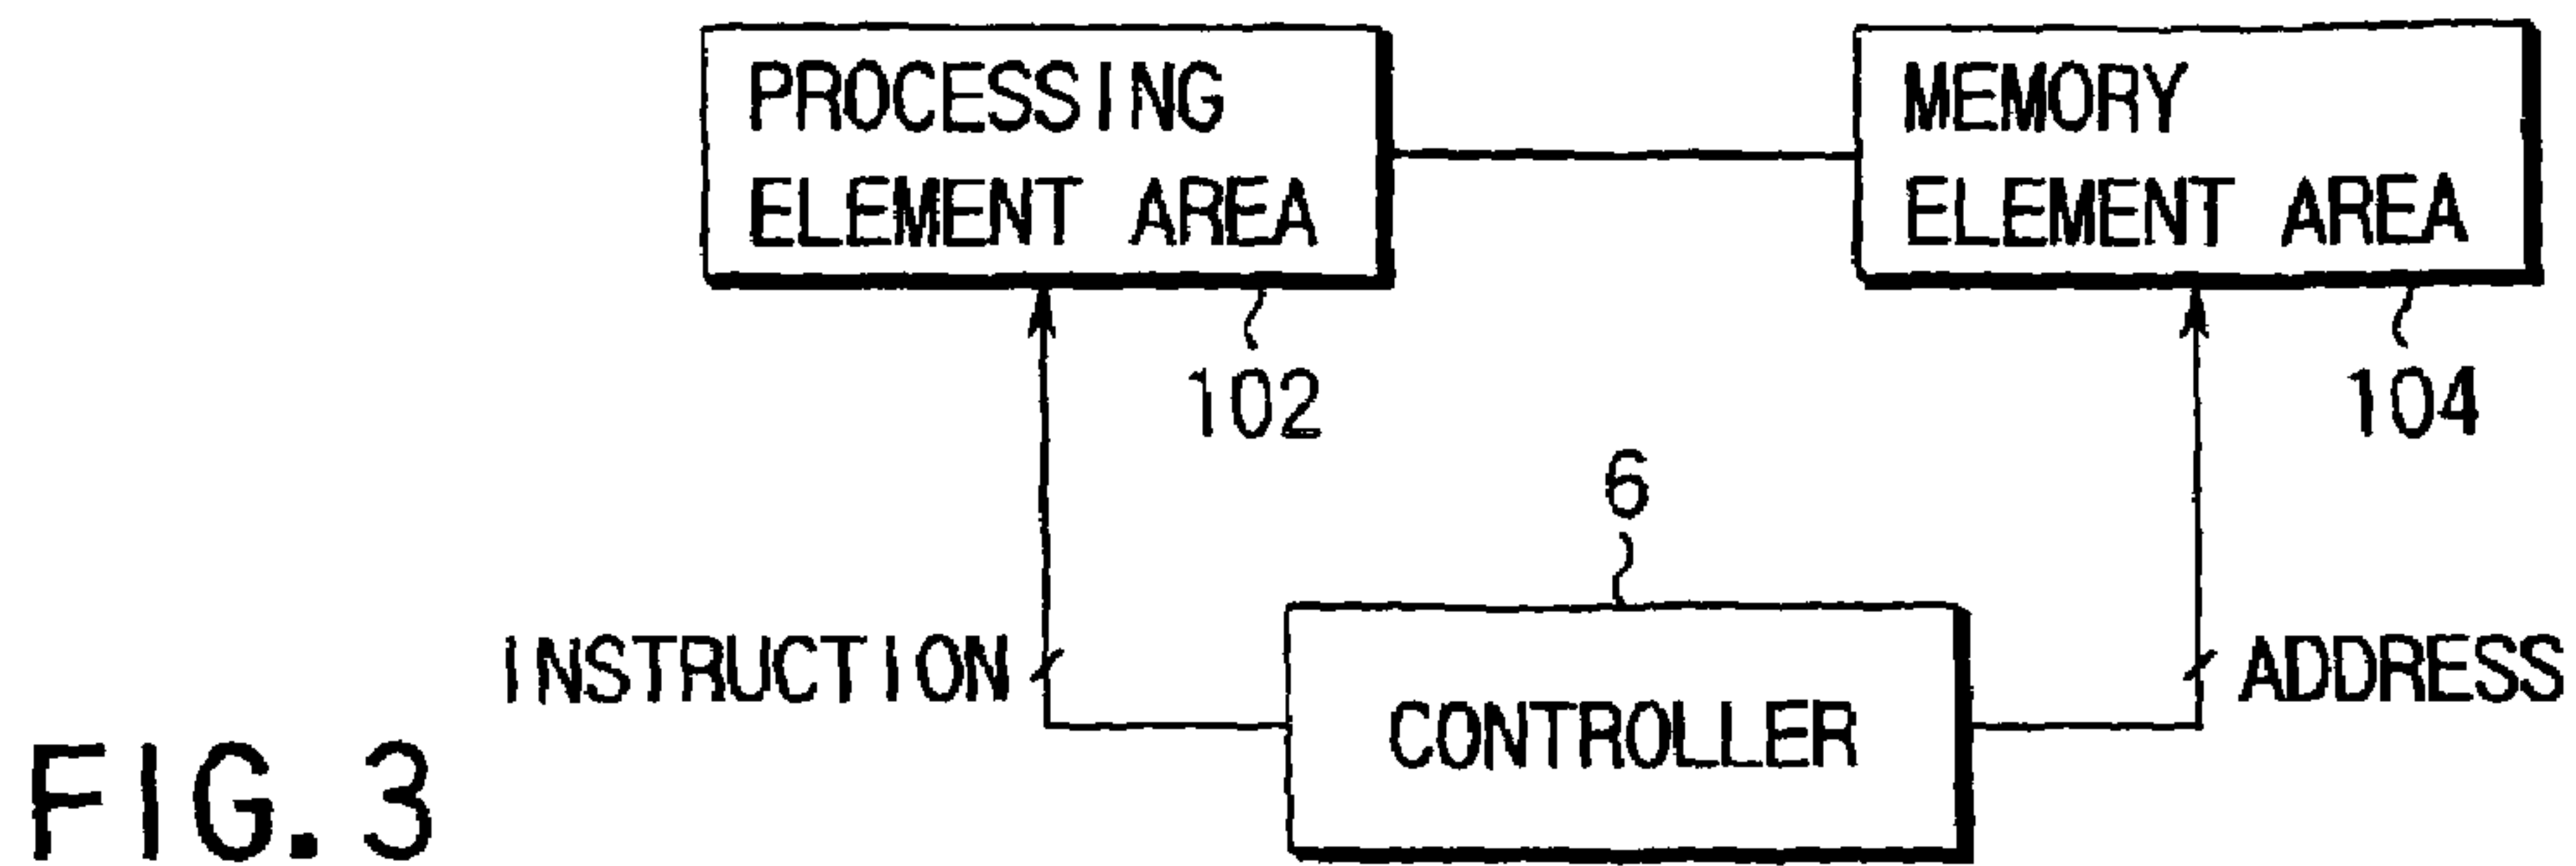 PROCESSING
ELEMENT AREA
MEMORY
ELEMENT AREA
102
104
6
INSTRUCTION
ADDRESS
CONTROLLER
FIG. 3